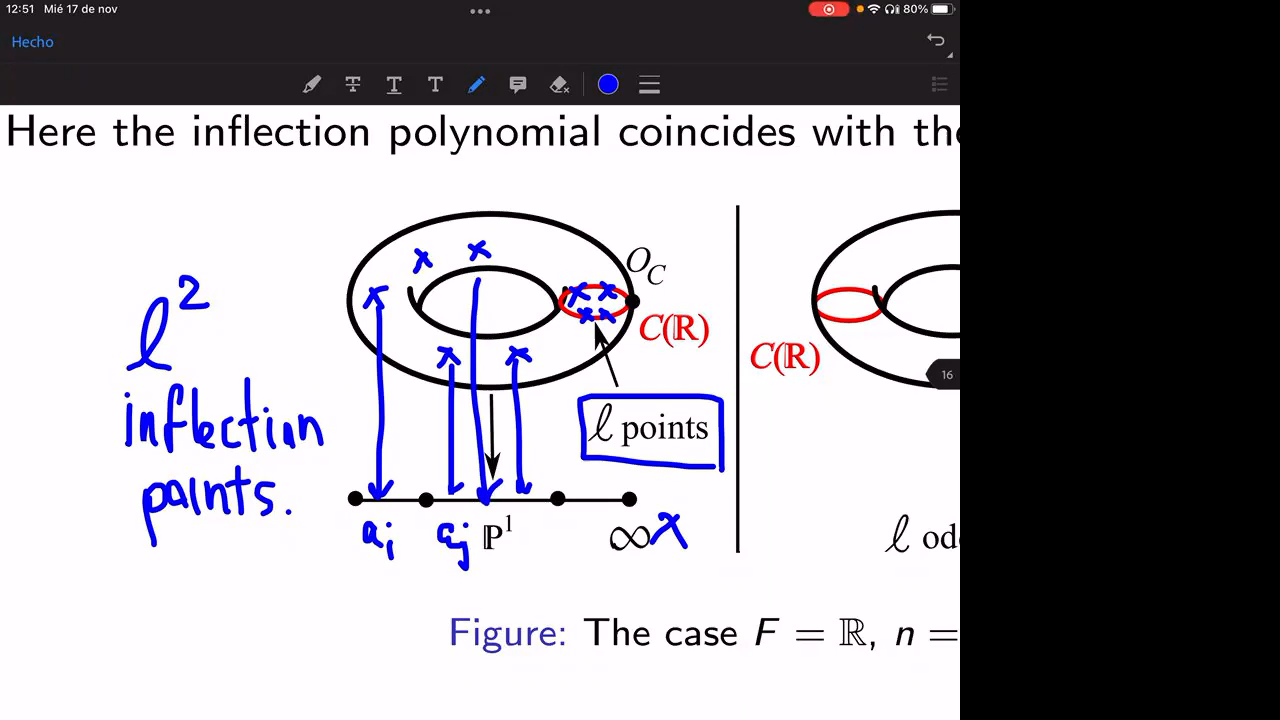 12:51 Mié 17 de nov
80%
Hecho
T T T
Here the inflection polynomial coincides with the
O_C
ℓ²
C(ℝ)
C(ℝ)
16
inflection
ℓ points
points.
a_i a_j ℙ¹ ∞ x
ℓ od
Figure: The case F = ℝ, n =